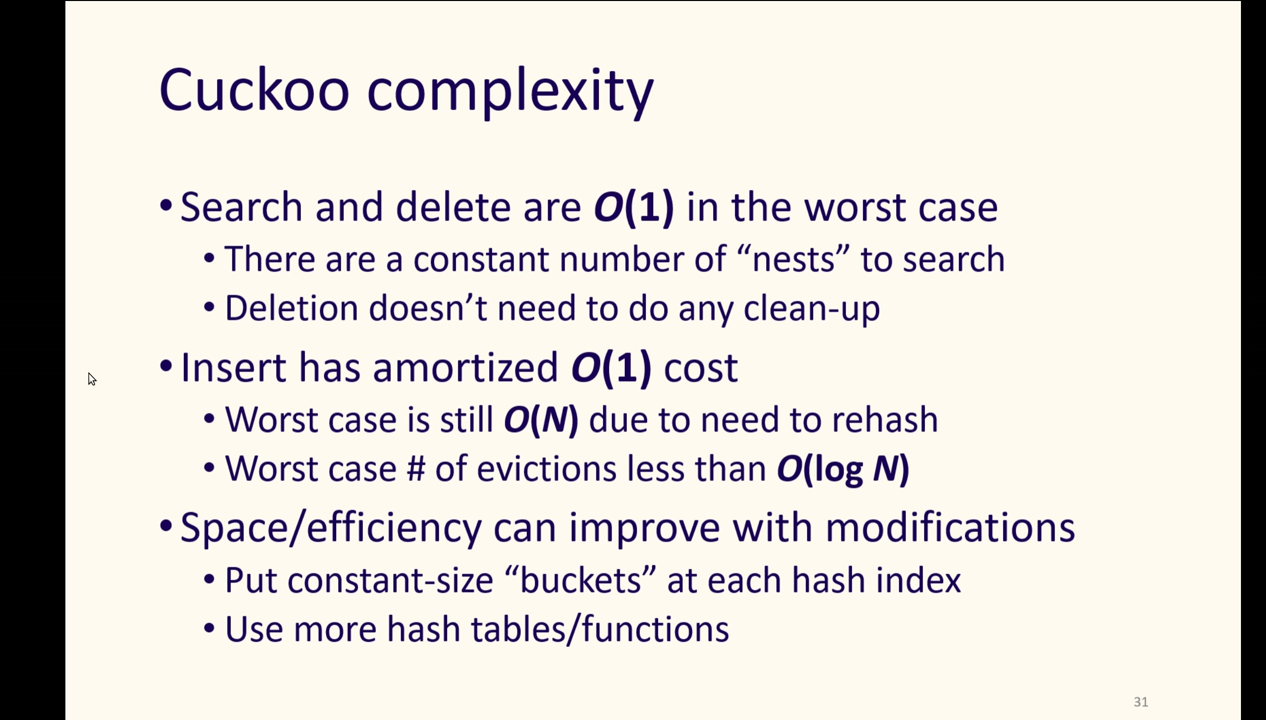 Cuckoo complexity
• Search and delete are O(1) in the worst case
• There are a constant number of “nests” to search
• Deletion doesn’t need to do any clean-up
• Insert has amortized O(1) cost
• Worst case is still O(N) due to need to rehash
• Worst case # of evictions less than O(log N)
• Space/efficiency can improve with modifications
• Put constant-size “buckets” at each hash index
• Use more hash tables/functions
31